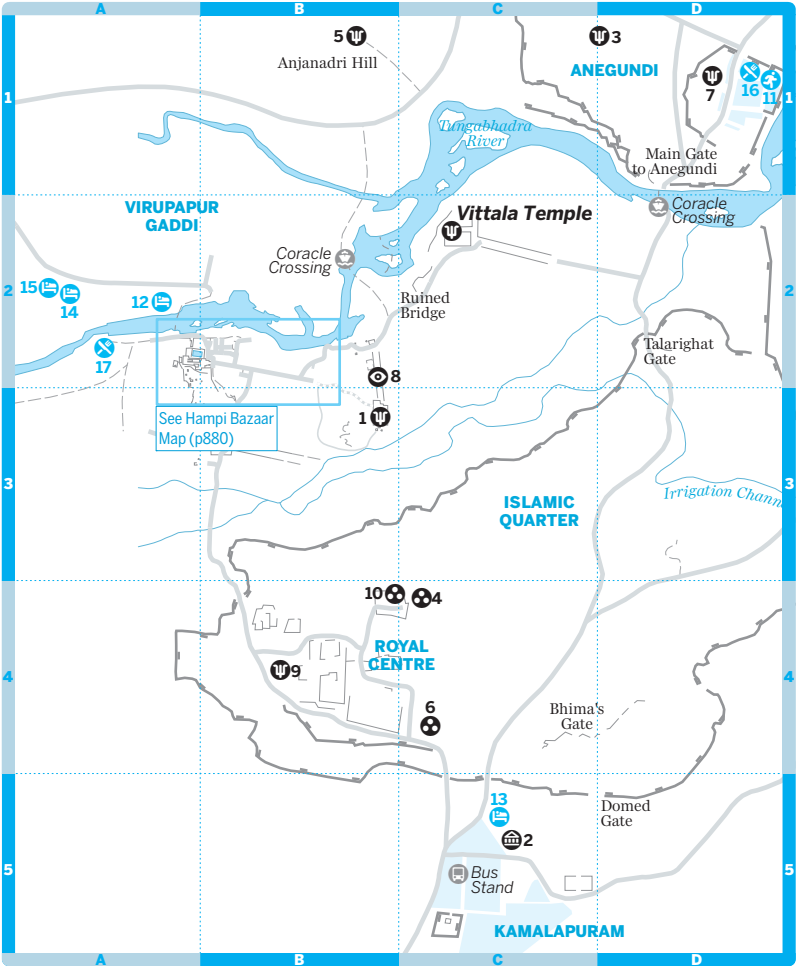 A B C D
5
3
Anjanadri Hill
ANEGUNDI
7
16
11
1
1
Tungabhadra
River
Main Gate
to Anegundi
VIRUPAPUR
GADDI
Vittala Temple
Coracle
Crossing
Coracle
Crossing
2
2
15
14
12
Ruined
Bridge
17
Talarighat
Gate
8
1
See Hampi Bazaar
Map (p880)
3
3
ISLAMIC
QUARTER
Irrigation Chann
10
4
ROYAL
CENTRE
9
4
4
6
Bhima's
Gate
13
Domed
Gate
2
5
5
Bus
Stand
KAMALAPURAM
A B C D